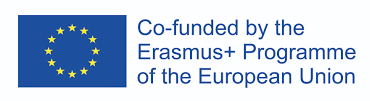 Co-funded by the
Erasmus+ Programme
of the European Union